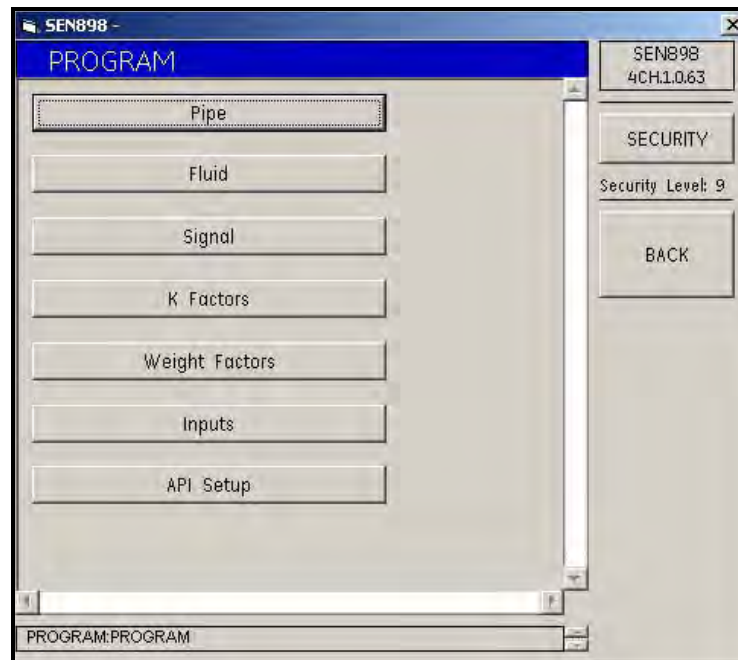 SEN898 -
PROGRAM
Pipe
Fluid
Signal
K Factors
Weight Factors
Inputs
API Setup
SEN898
4CH.1.0.63
SECURITY
Security Level: 9
BACK
PROGRAM:PROGRAM